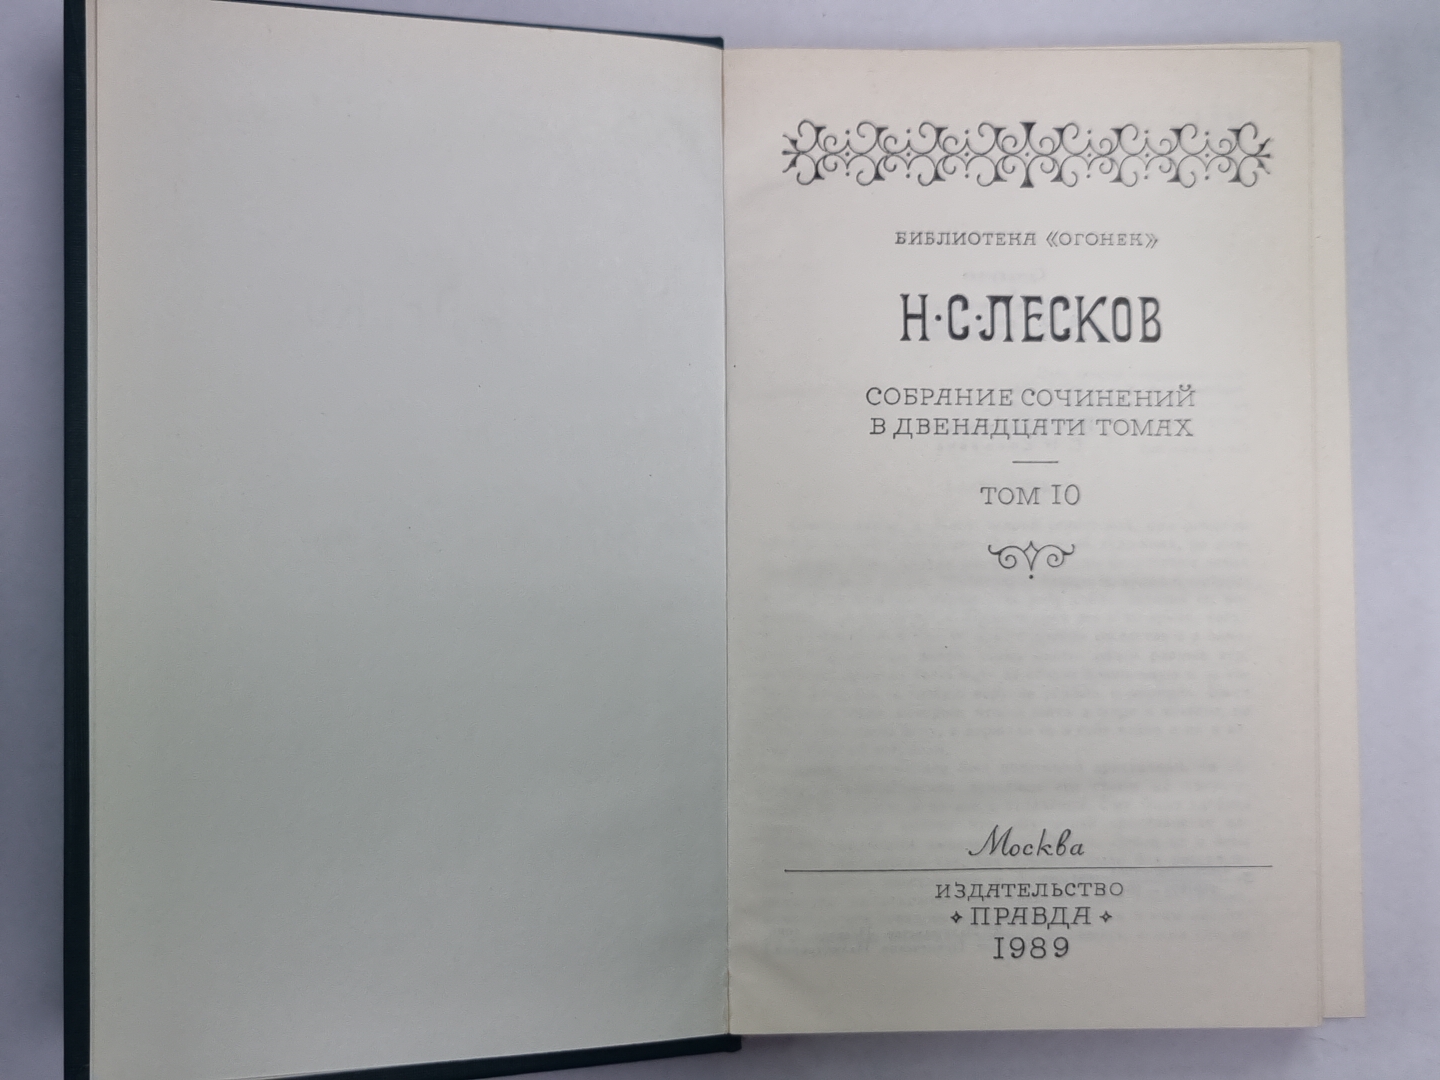 БИБЛИОТЕКА «ОГОНЕК»
Н·С·ЛЕСКОВ
СОБРАНИЕ СОЧИНЕНИЙ
В ДВЕНАДЦАТИ ТОМАХ
ТОМ 10
Москва
ИЗДАТЕЛЬСТВО
ПРАВДА
1989